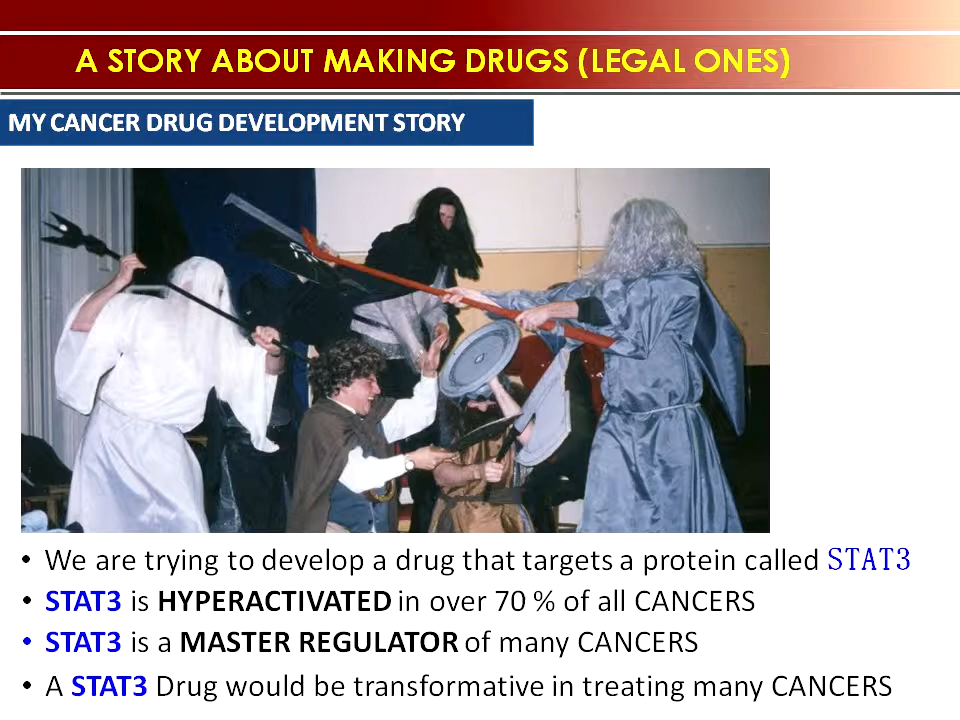 A STORY ABOUT MAKING DRUGS (LEGAL ONES)
MY CANCER DRUG DEVELOPMENT STORY
• We are trying to develop a drug that targets a protein called STAT3
• STAT3 is HYPERACTIVATED in over 70 % of all CANCERS
• STAT3 is a MASTER REGULATOR of many CANCERS
• A STAT3 Drug would be transformative in treating many CANCERS